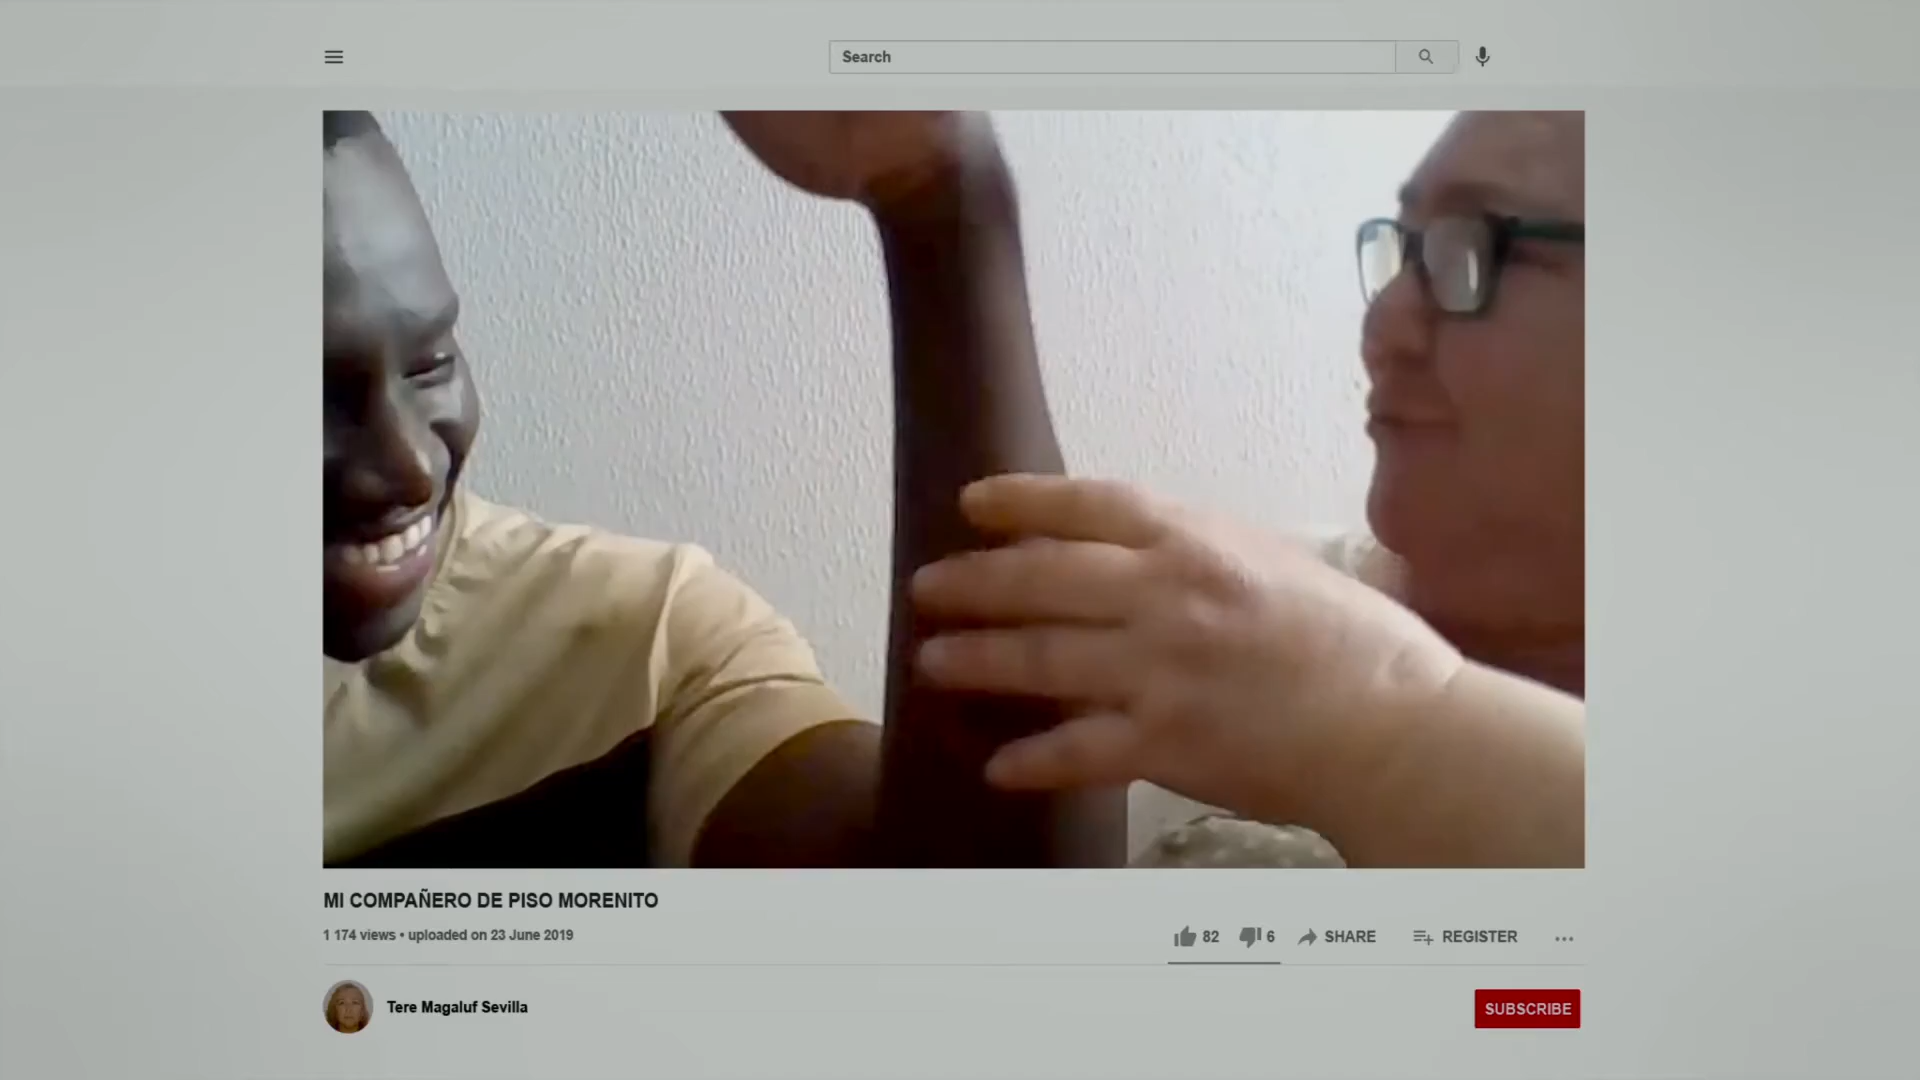 Search
MI COMPAÑERO DE PISO MORENITO
1 174 views • uploaded on 23 June 2019
82 6 SHARE REGISTER ...
Tere Magaluf Sevilla
SUBSCRIBE